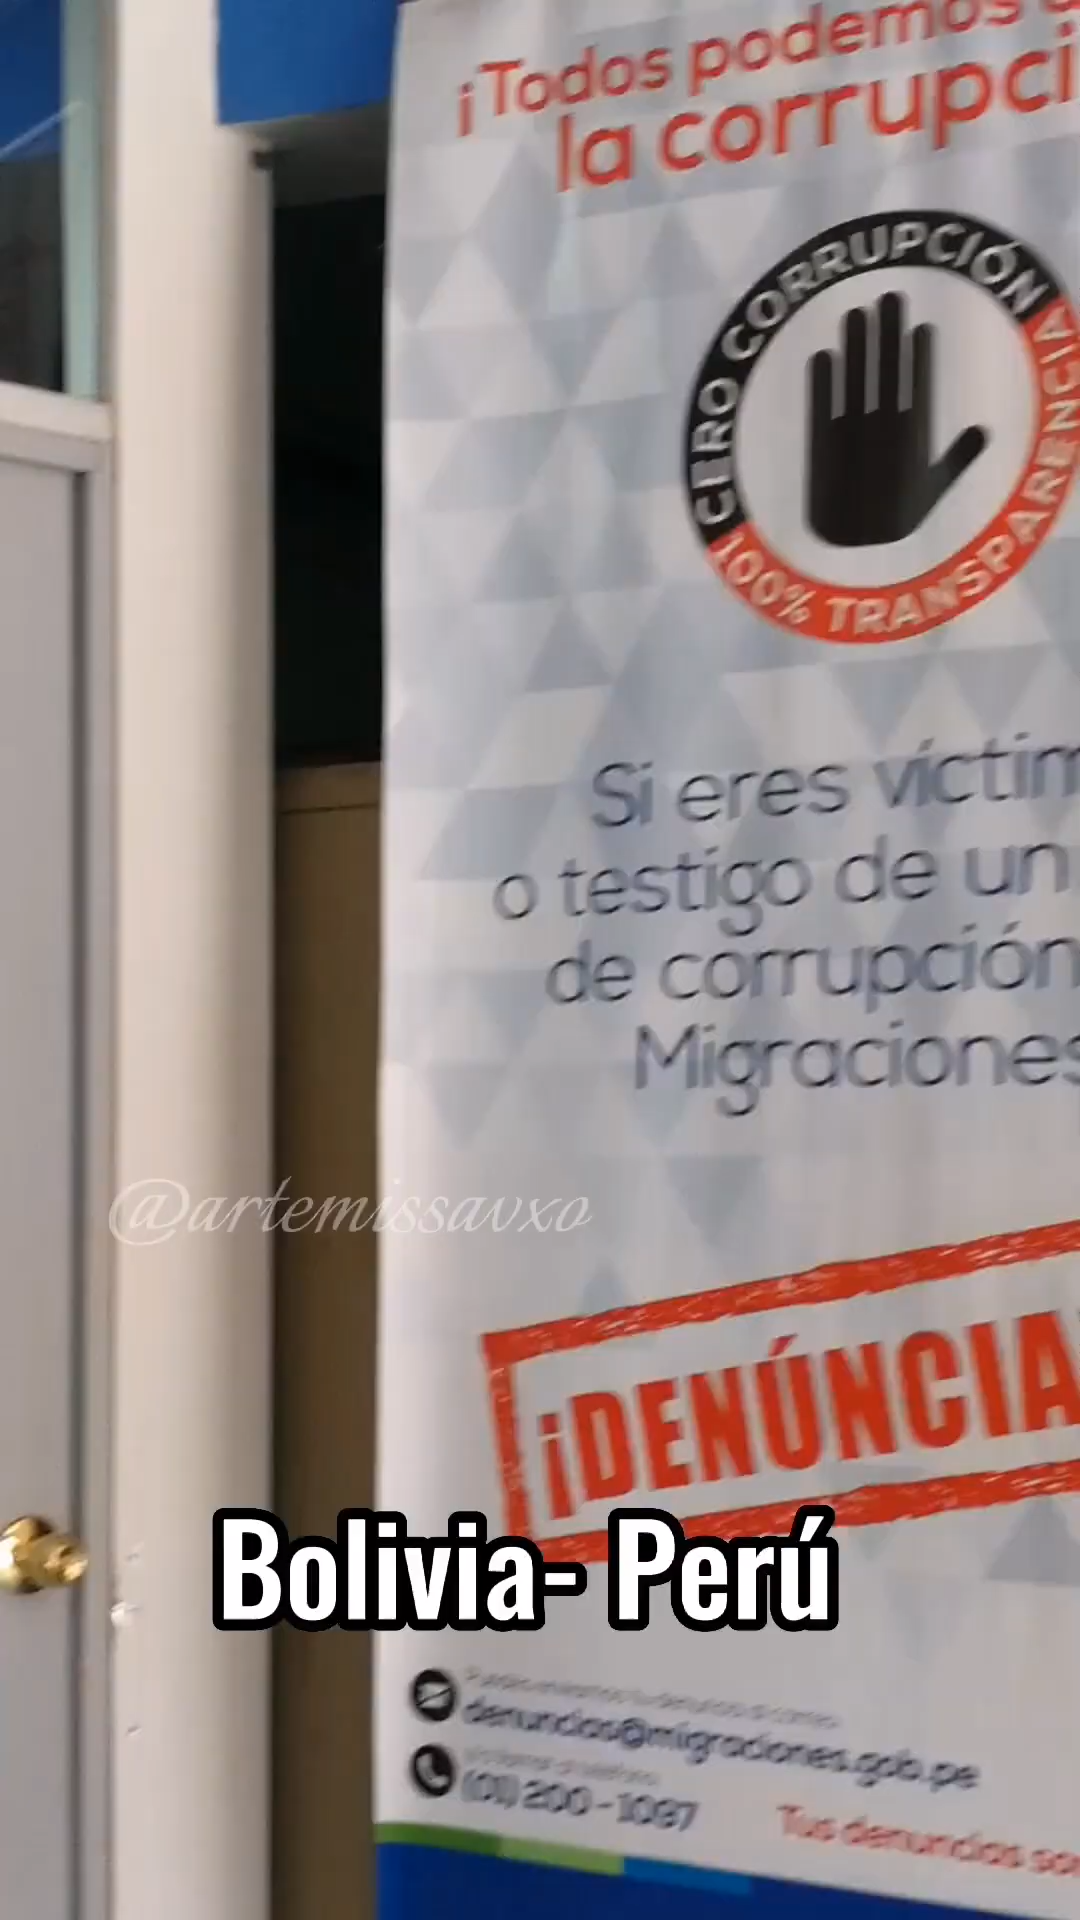 ¡Todos podemos
la corrupci
CERO CORRUPCIÓN
100% TRANSPARENCIA
Si eres víctim
o testigo de un
de corrupción
Migraciones
@artemissavxo
¡DENÚNCIA
Bolivia- Perú
denuncias@migraciones.gob.pe
(01) 200 - 1097
Tus denuncias so